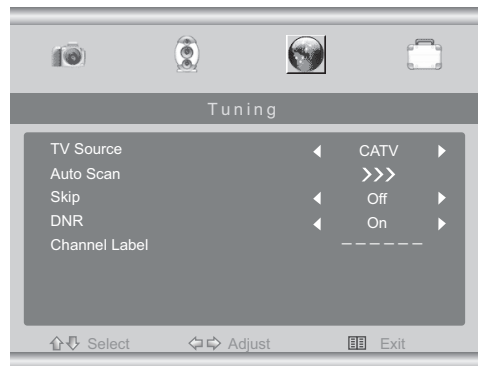 Tuning
TV Source CATV
Auto Scan >>>
Skip Off
DNR On
Channel Label ------
Select Adjust Exit